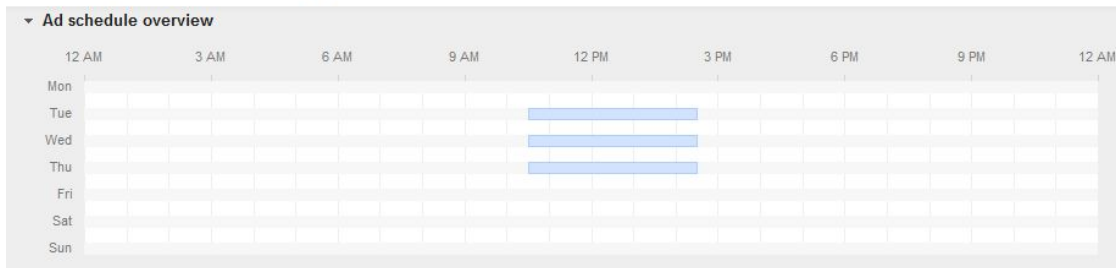 Ad schedule overview
12 AM 3 AM 6 AM 9 AM 12 PM 3 PM 6 PM 9 PM 12 AM
Mon
Tue
Wed
Thu
Fri
Sat
Sun